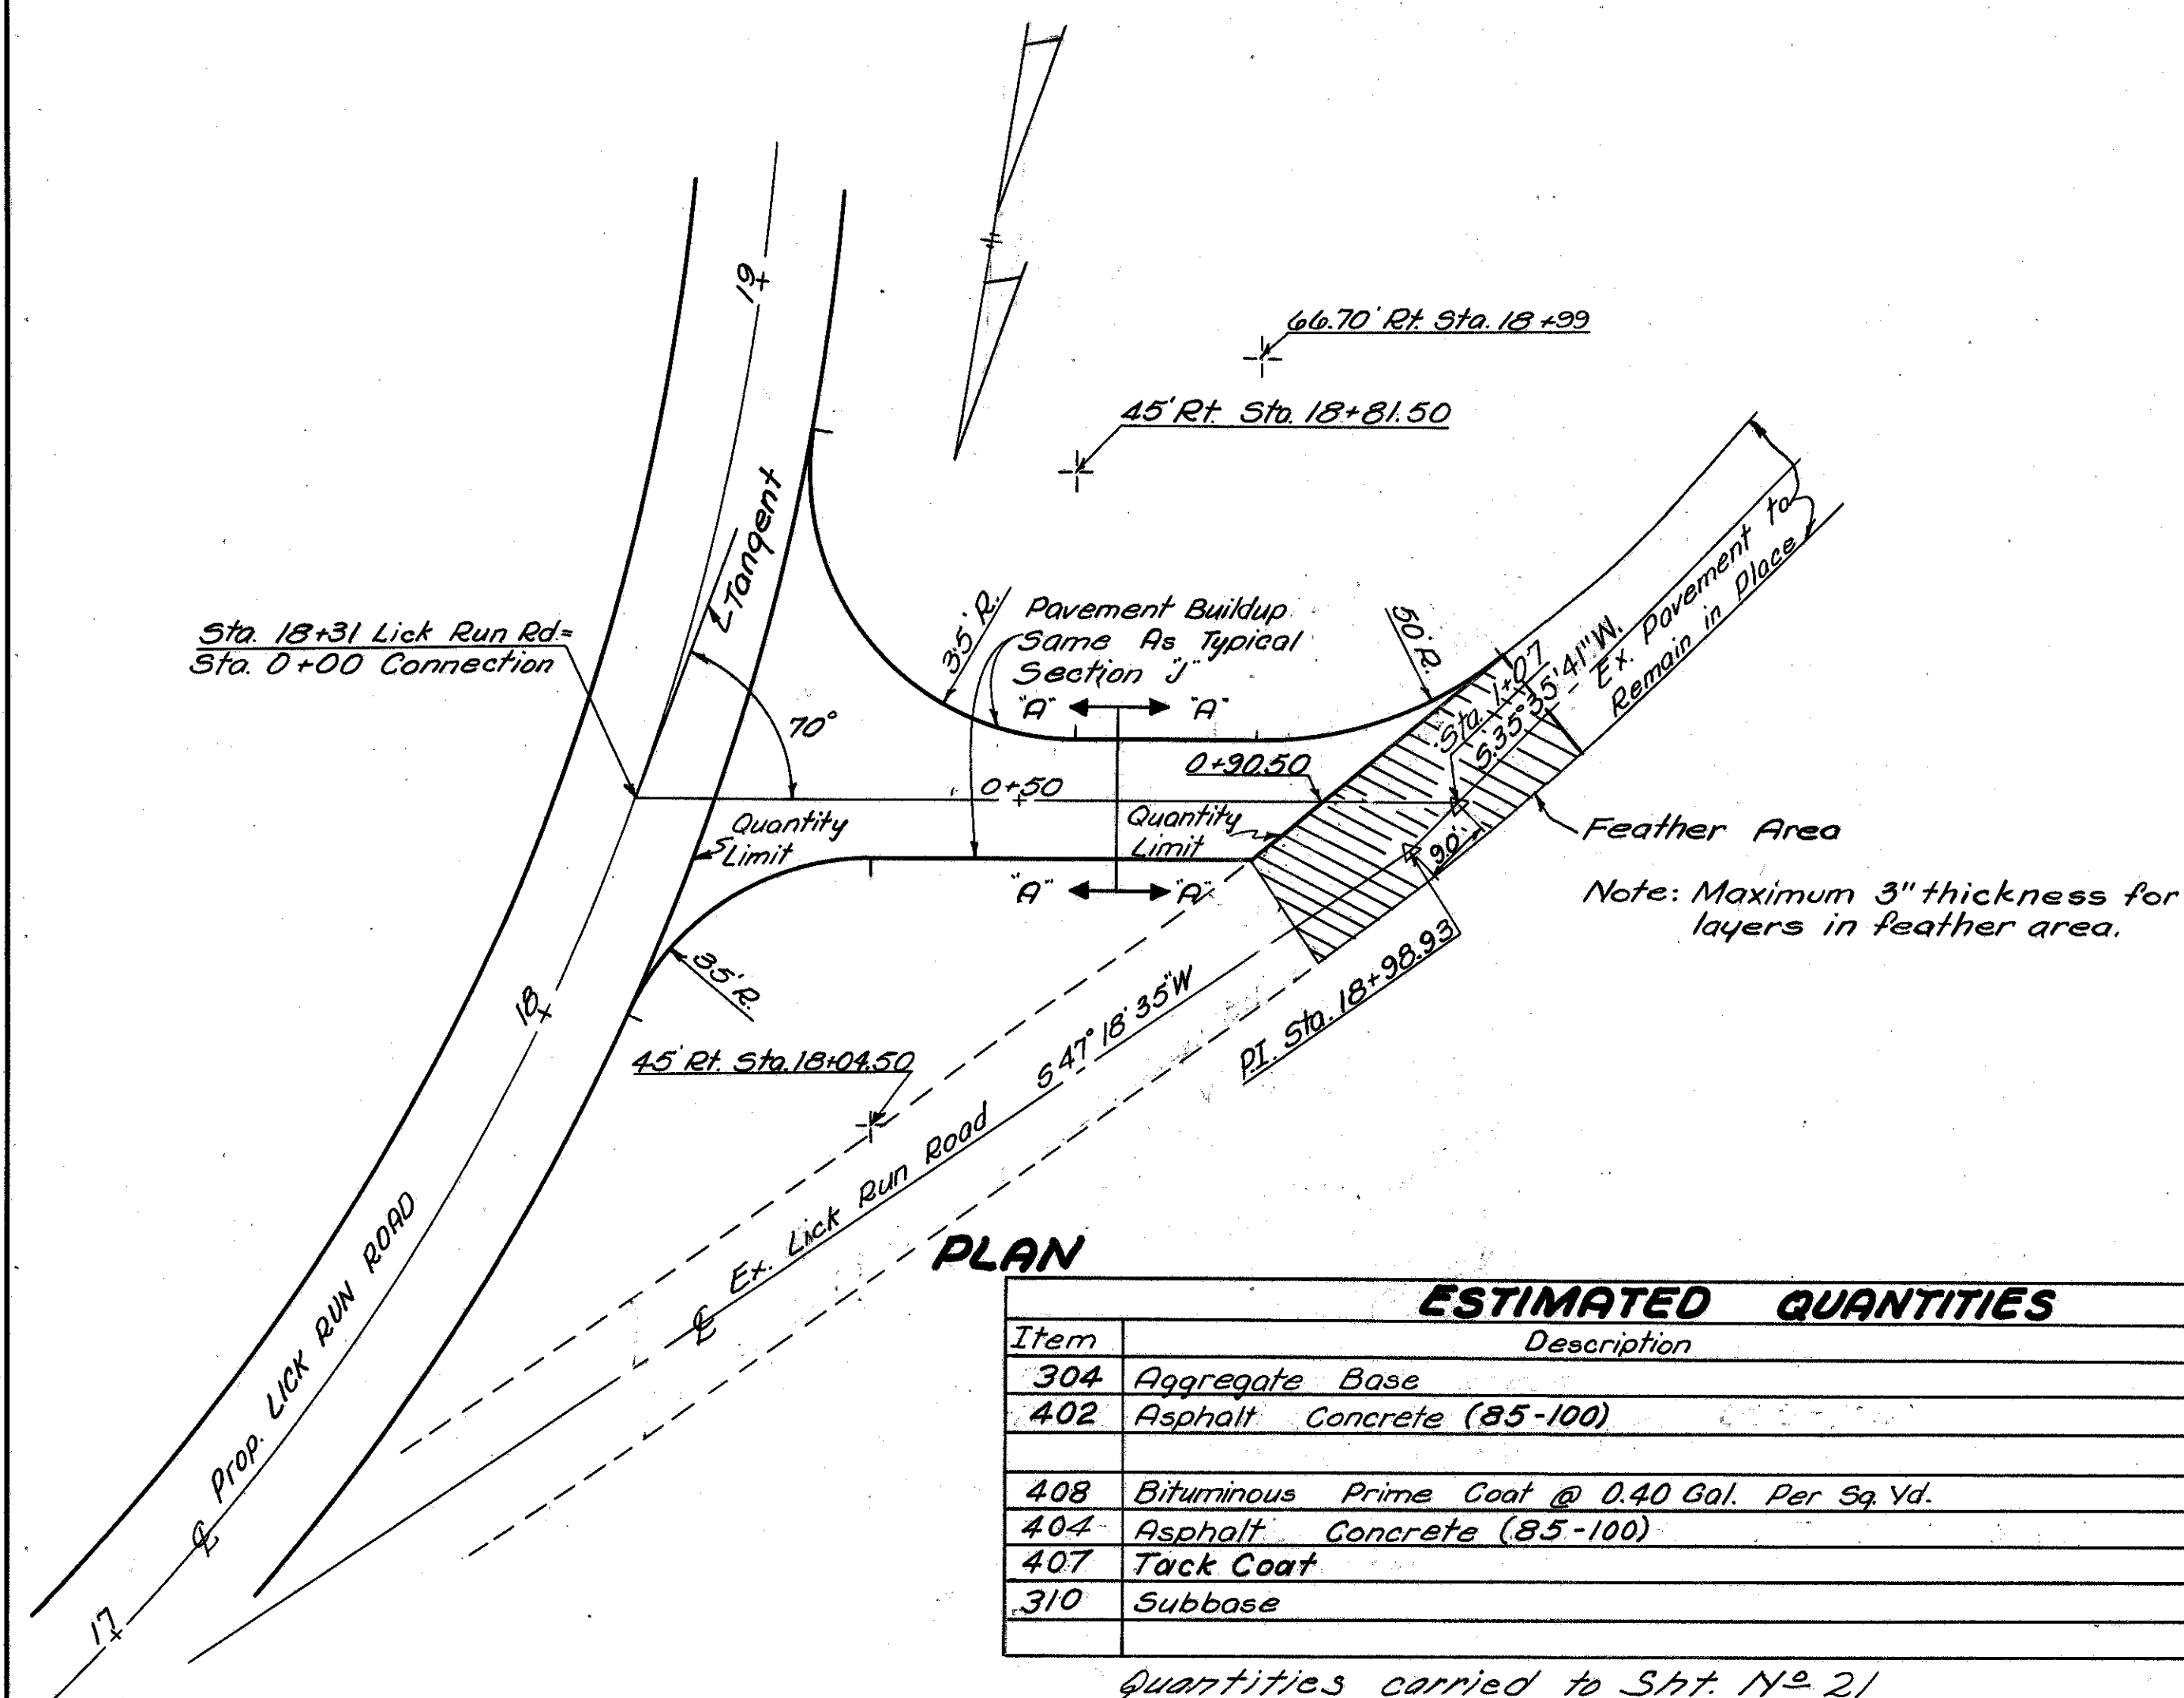 19
66.70' Rt. Sta. 18+99
45' Rt. Sta. 18+81.50
Tangent
Sta. 18+31 Lick Run Rd.=
Sta. 0+00 Connection
35' R.
Pavement Buildup
Same As Typical
Section "J"
50' R.
"A" "A"
70°
Sta. 1+07
S.35°35'41"W.
Ex. Pavement to
Remain in Place
0+90.50
0+50
Quantity
Limit
Quantity
Limit
9.0'
Feather Area
"A" "A"
Note: Maximum 3" thickness for
layers in feather area.
35' R.
18
P.I. Sta. 18+98.93
S 47° 18' 35" W
45' Rt. Sta. 18+04.50
℄ Ex. Lick Run Road
℄ Prop. LICK RUN ROAD
17
PLAN
ESTIMATED QUANTITIES
Item Description
304 Aggregate Base
402 Asphalt Concrete (85-100)
408 Bituminous Prime Coat @ 0.40 Gal. Per Sq. Yd.
404 Asphalt Concrete (85-100)
407 Tack Coat
310 Subbase
Quantities carried to Sht. Nº 21